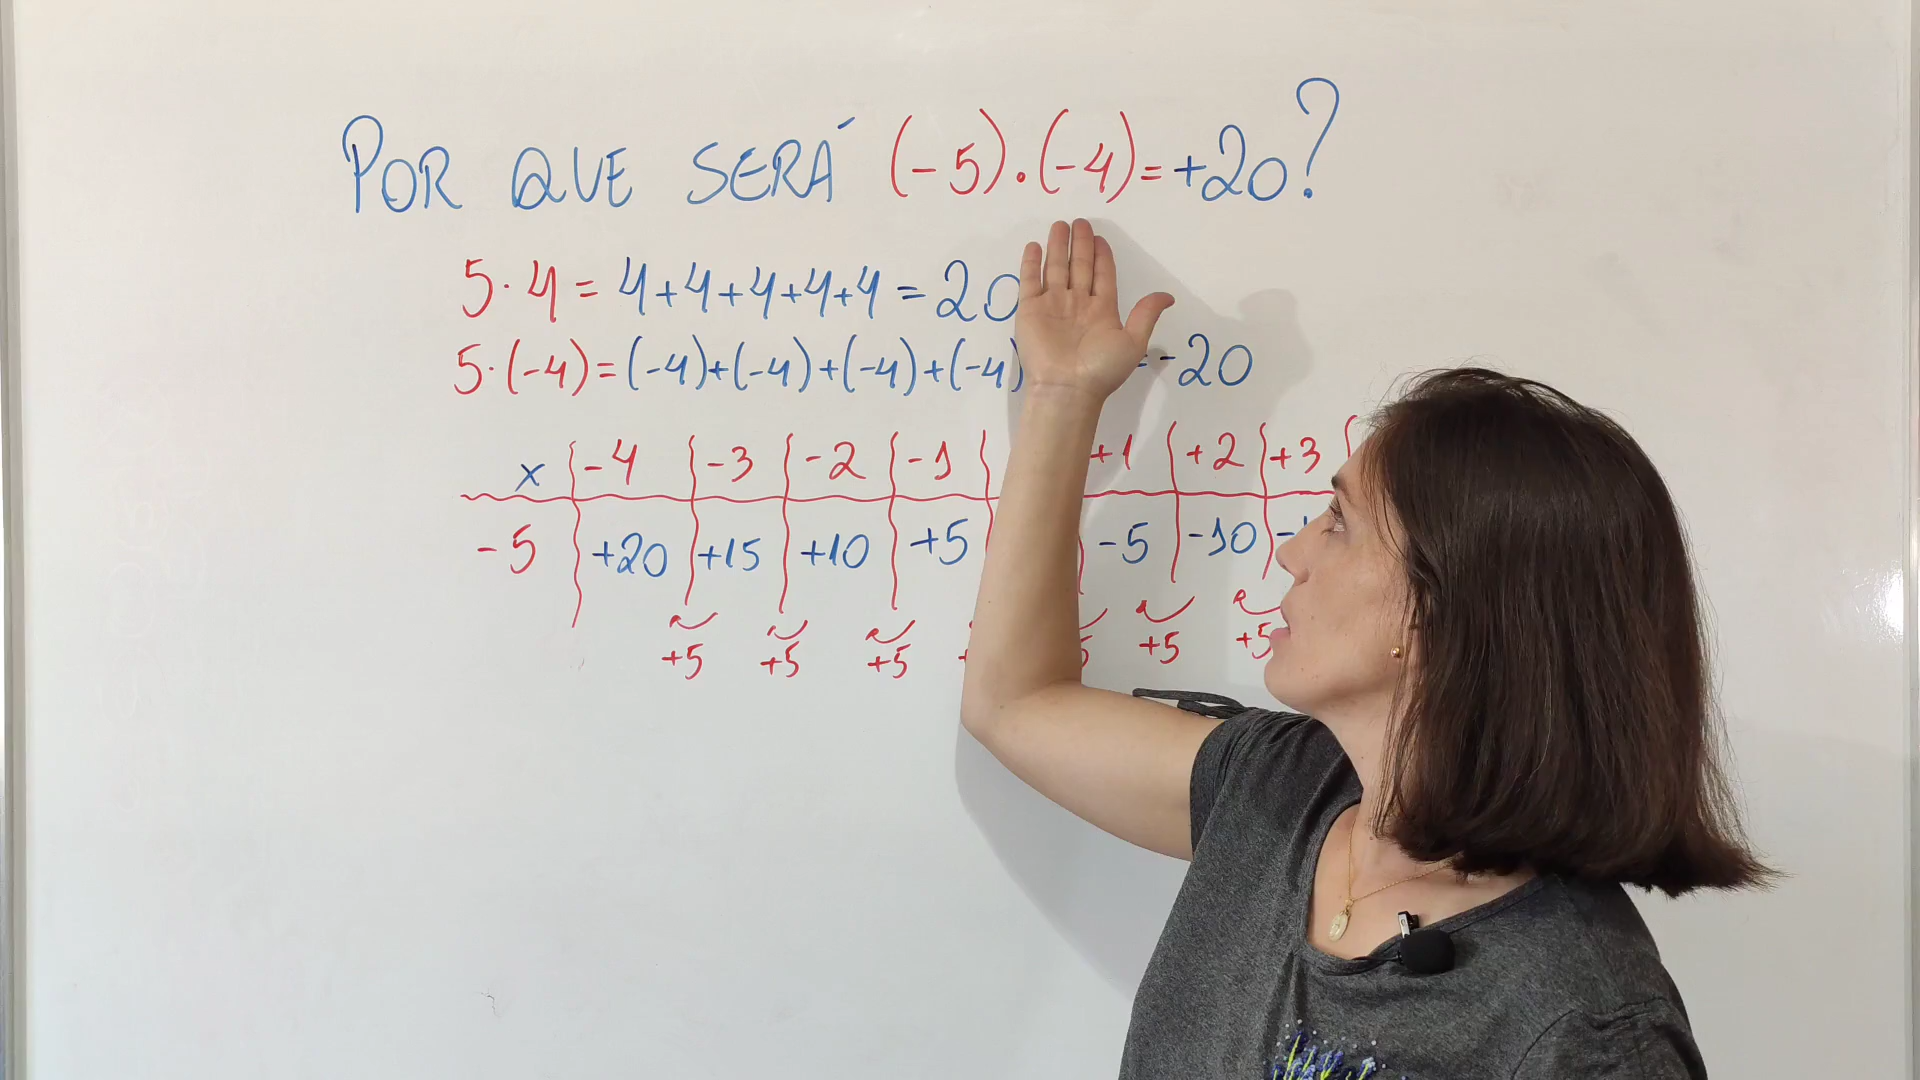 POR QUE SERÁ (-5).(-4)=+20?
5·4=4+4+4+4+4=20
5·(-4)=(-4)+(-4)+(-4)+(-4) =-20
x -4 -3 -2 -1 +1 +2 +3
-5 +20 +15 +10 +5 -5 -10
+5 +5 +5 +5 +5